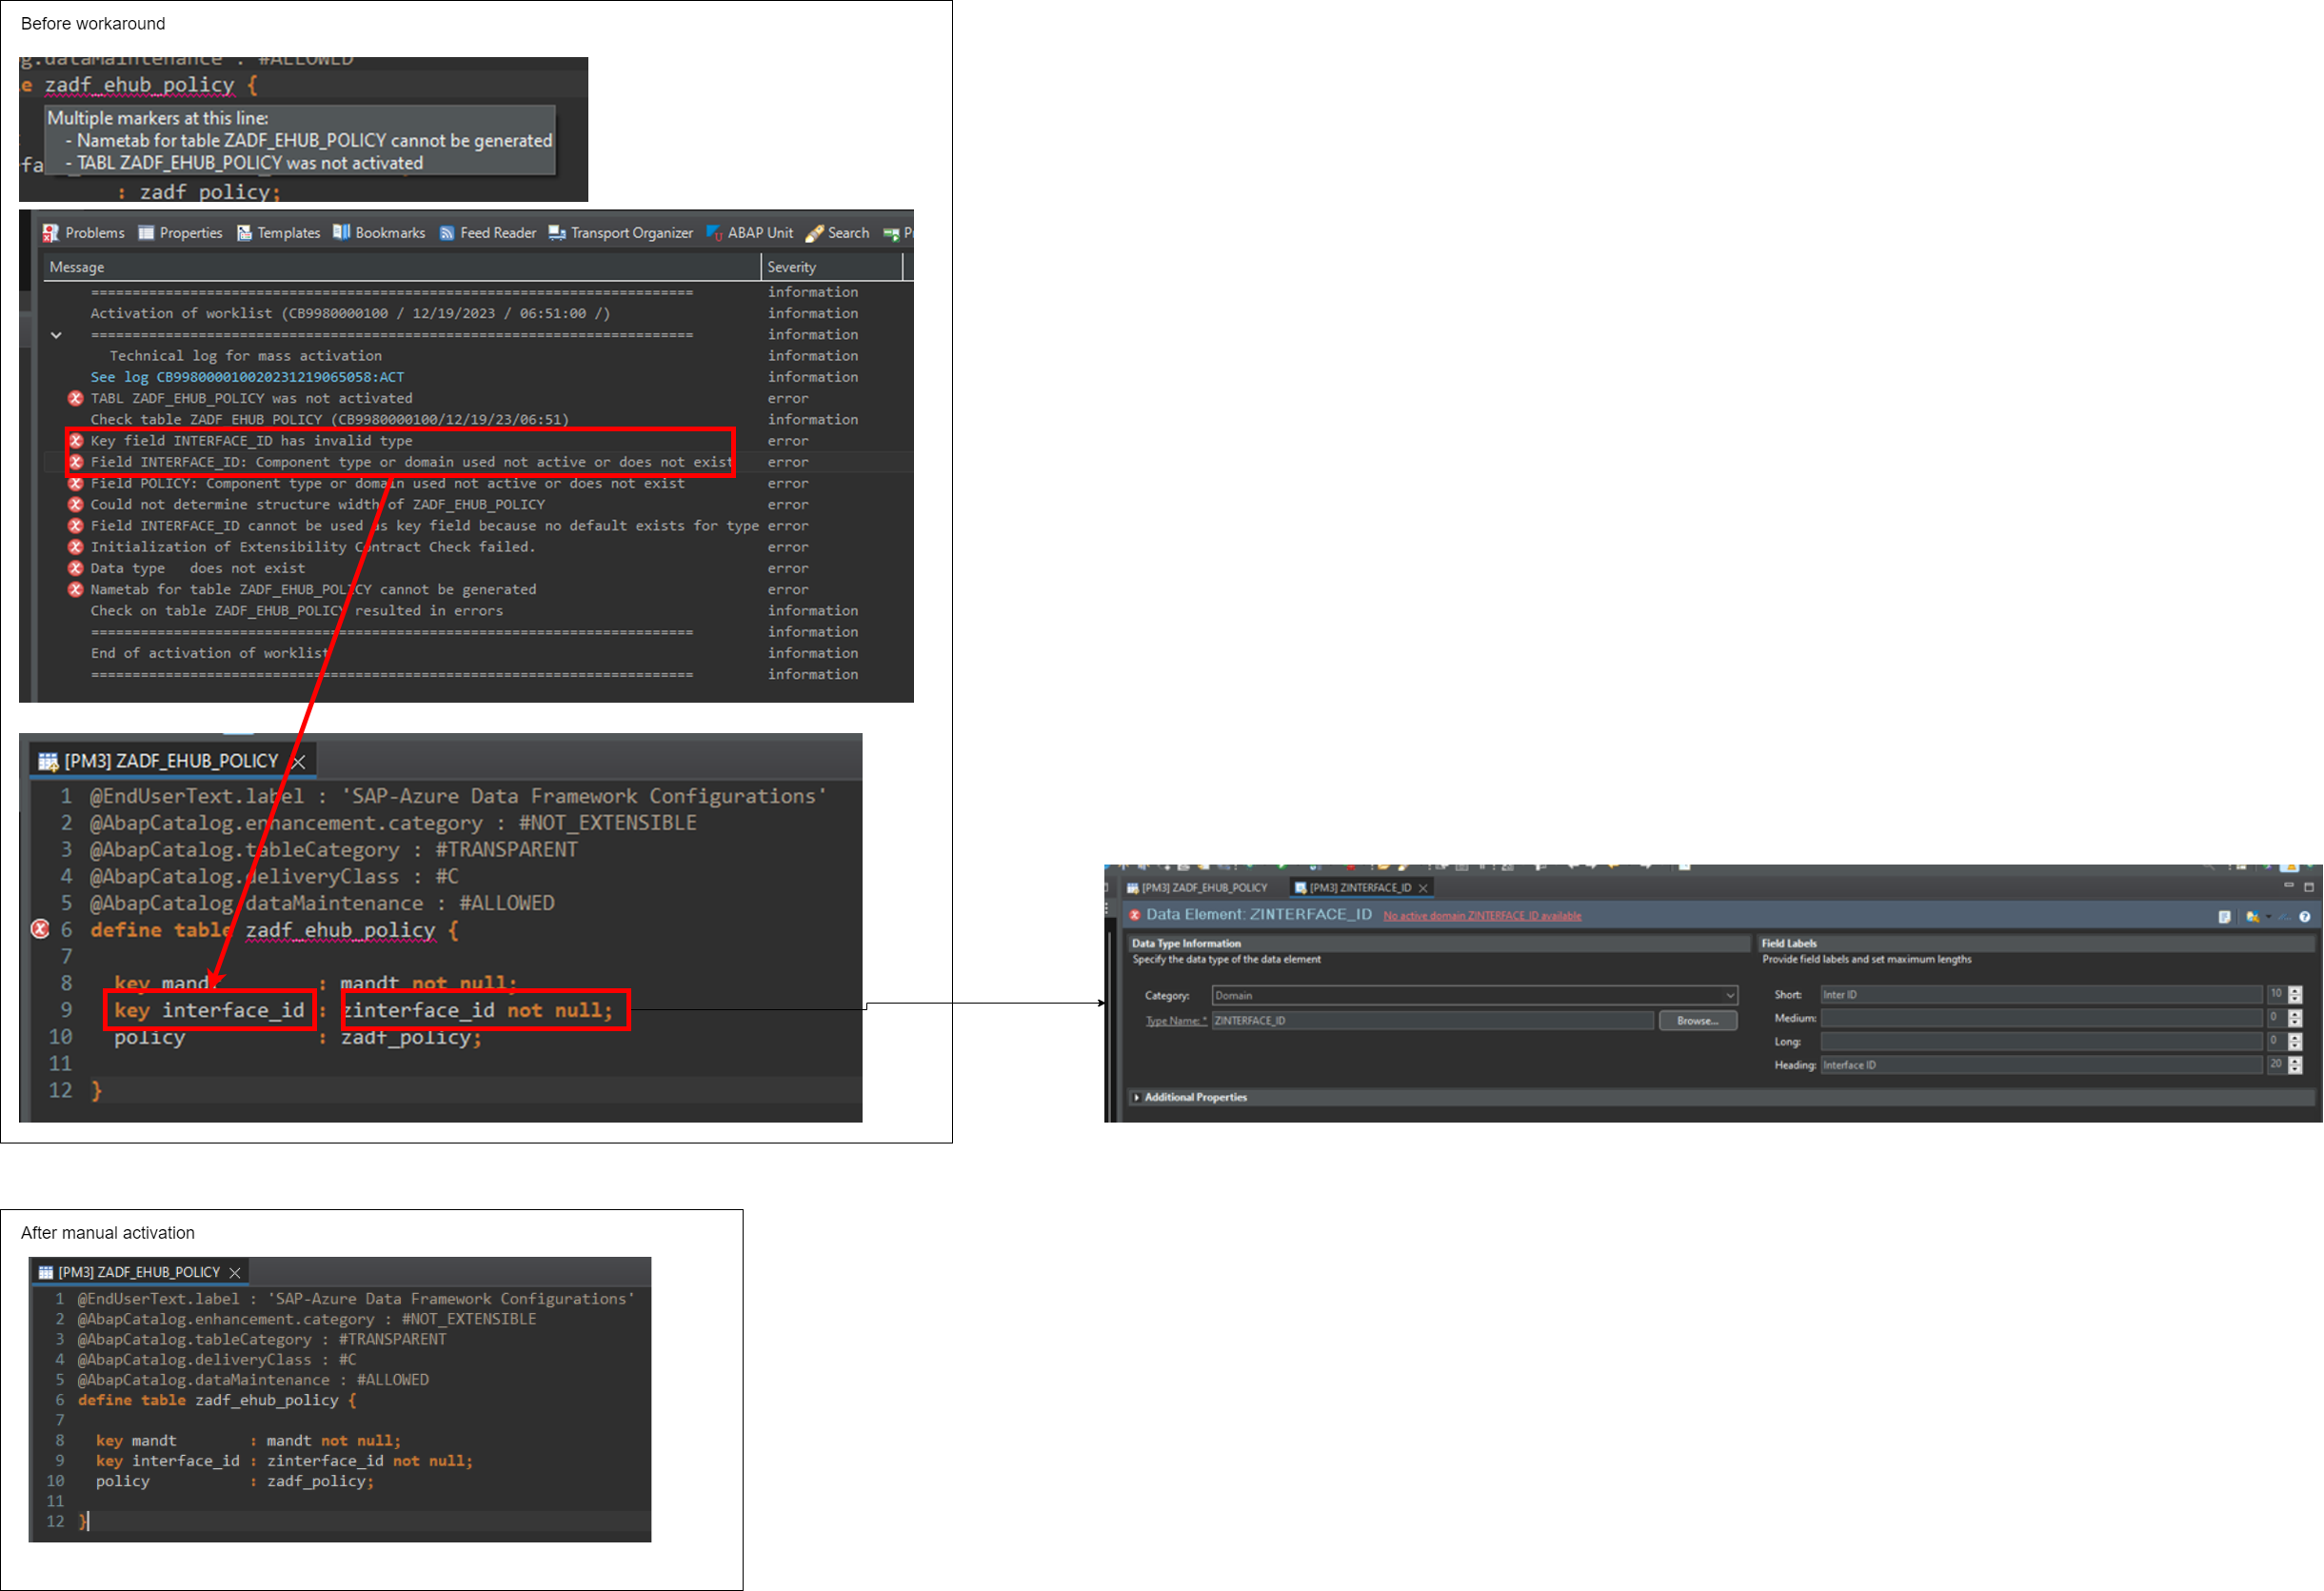 Before workaround
g.dataMaintenance : #ALLOWED
e zadf_ehub_policy {
Multiple markers at this line:
- Nametab for table ZADF_EHUB_POLICY cannot be generated
- TABL ZADF_EHUB_POLICY was not activated
efa
: zadf_policy;
Problems Properties Templates Bookmarks Feed Reader Transport Organizer ABAP Unit Search P
Message Severity
======================================================================== information
Activation of worklist (CB9980000100 / 12/19/2023 / 06:51:00 /) information
======================================================================== information
Technical log for mass activation information
See log CB998000010020231219065058:ACT information
TABL ZADF_EHUB_POLICY was not activated error
Check table ZADF_EHUB_POLICY (CB9980000100/12/19/23/06:51) information
Key field INTERFACE_ID has invalid type error
Field INTERFACE_ID: Component type or domain used not active or does not exist error
Field POLICY: Component type or domain used not active or does not exist error
Could not determine structure width of ZADF_EHUB_POLICY error
Field INTERFACE_ID cannot be used as key field because no default exists for type error
Initialization of Extensibility Contract Check failed. error
Data type does not exist error
Nametab for table ZADF_EHUB_POLICY cannot be generated error
Check on table ZADF_EHUB_POLICY resulted in errors information
======================================================================== information
End of activation of worklist information
======================================================================== information
[PM3] ZADF_EHUB_POLICY
1 @EndUserText.label : 'SAP-Azure Data Framework Configurations'
2 @AbapCatalog.enhancement.category : #NOT_EXTENSIBLE
3 @AbapCatalog.tableCategory : #TRANSPARENT
4 @AbapCatalog.deliveryClass : #C
5 @AbapCatalog.dataMaintenance : #ALLOWED
6 define table zadf_ehub_policy {
7
8 key mandt : mandt not null;
9 key interface_id : zinterface_id not null;
10 policy : zadf_policy;
11
12 }
[PM3] ZADF_EHUB_POLICY [PM3] ZINTERFACE_ID
Data Element: ZINTERFACE_ID No active domain ZINTERFACE_ID available
Data Type Information
Specify the data type of the data element
Category: Domain
Type Name: * ZINTERFACE_ID Browse...
Field Labels
Provide field labels and set maximum lengths
Short: Inter ID 10
Medium: 0
Long: 0
Heading: Interface ID 20
Additional Properties
After manual activation
[PM3] ZADF_EHUB_POLICY
1 @EndUserText.label : 'SAP-Azure Data Framework Configurations'
2 @AbapCatalog.enhancement.category : #NOT_EXTENSIBLE
3 @AbapCatalog.tableCategory : #TRANSPARENT
4 @AbapCatalog.deliveryClass : #C
5 @AbapCatalog.dataMaintenance : #ALLOWED
6 define table zadf_ehub_policy {
7
8 key mandt : mandt not null;
9 key interface_id : zinterface_id not null;
10 policy : zadf_policy;
11
12 }